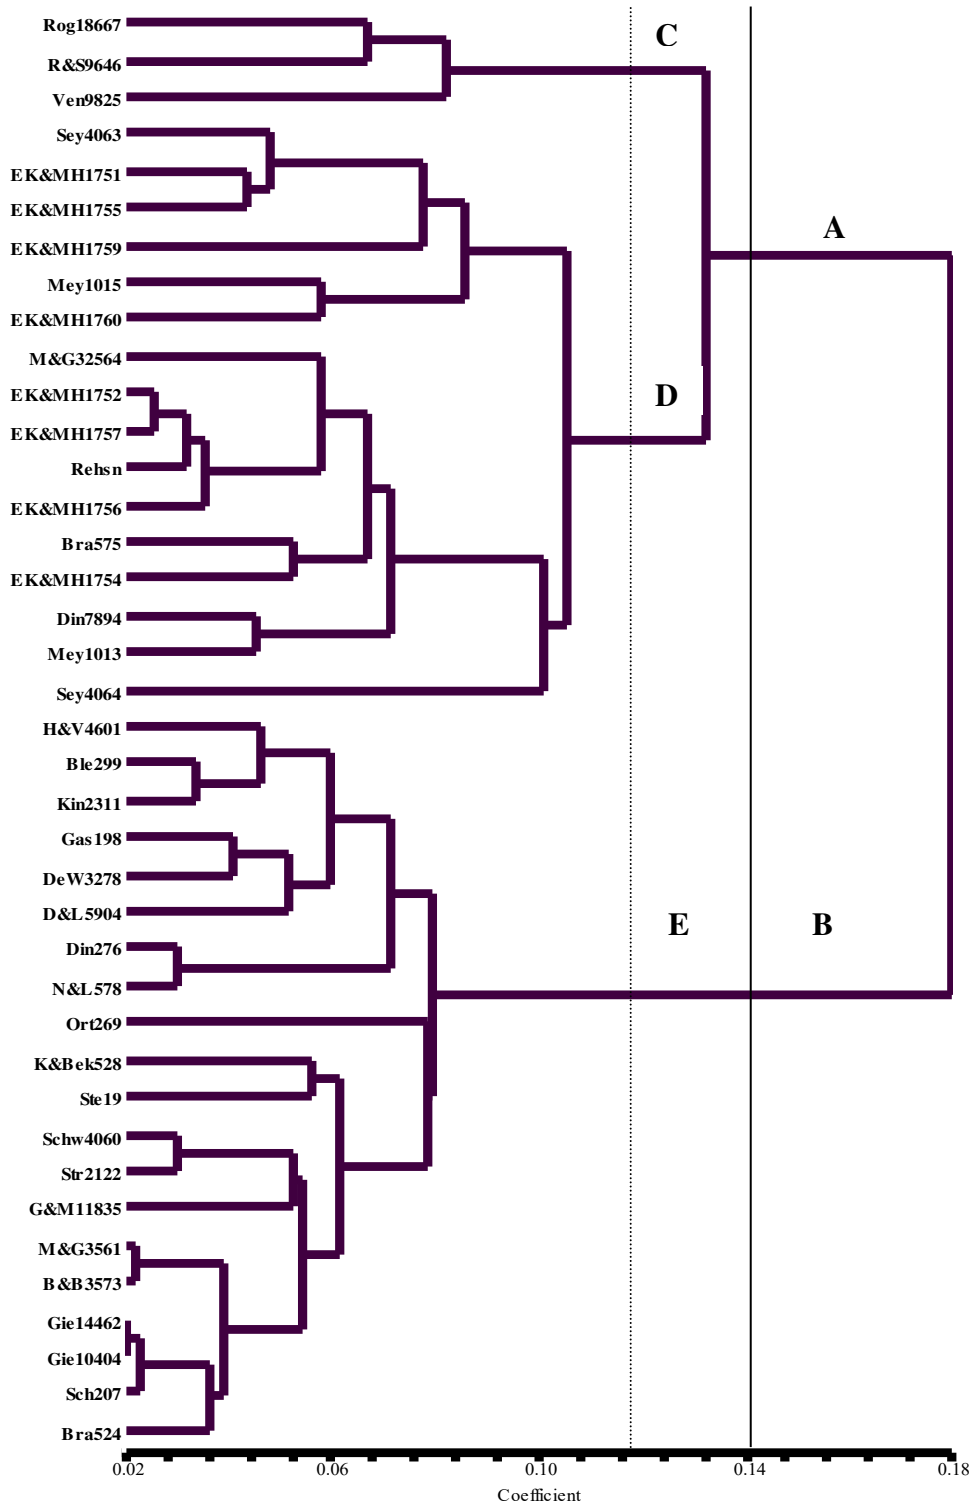 Rog18667
C
R&S9646
Ven9825
Sey4063
EK&MH1751
EK&MH1755
A
EK&MH1759
Mey1015
EK&MH1760
M&G32564
EK&MH1752
D
EK&MH1757
Rehsn
EK&MH1756
Bra575
EK&MH1754
Din7894
Mey1013
Sey4064
H&V4601
Ble299
Kin2311
Gas198
DeW3278
D&L5904
E B
Din276
N&L578
Ort269
K&Bek528
Ste19
Schw4060
Str2122
G&M11835
M&G3561
B&B3573
Gie14462
Gie10404
Sch207
Bra524
0.02 0.06 0.10 0.14 0.18
Coefficient